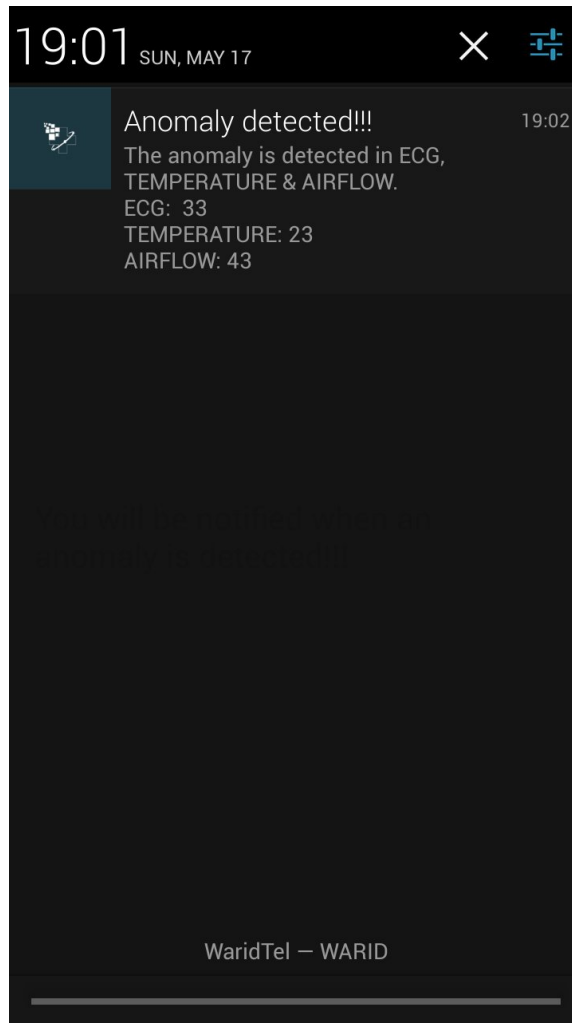 19:01 SUN, MAY 17
Anomaly detected!!! 19:02
The anomaly is detected in ECG,
TEMPERATURE & AIRFLOW.
ECG: 33
TEMPERATURE: 23
AIRFLOW: 43
You will be notified when an
anomaly is detected!!!
WaridTel — WARID